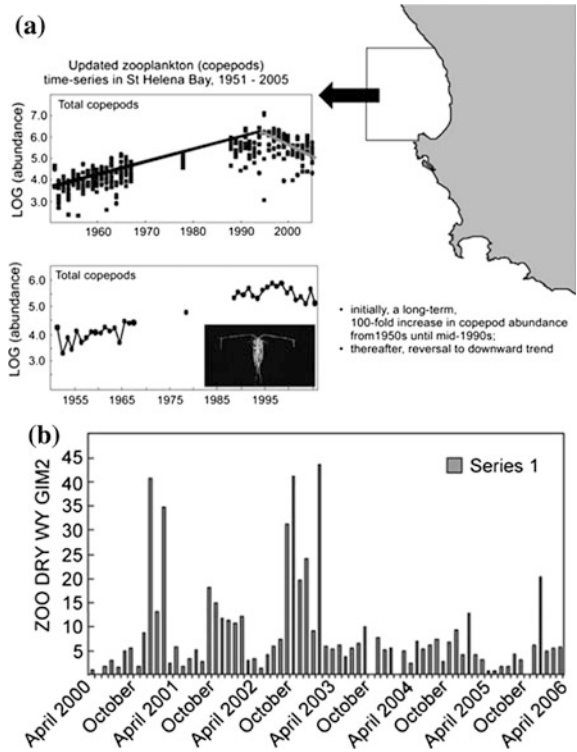 (a)
Updated zooplankton (copepods)
time-series in St Helena Bay, 1951 - 2005
Total copepods
LOG (abundance)
7.0
6.0
5.0
4.0
3.0
1960 1970 1980 1990 2000
Total copepods
LOG (abundance)
6.0
5.0
4.0
3.0
1955 1965 1975 1985 1995
• initially, a long-term,
100-fold increase in copepod abundance
from1950s until mid-1990s;
• thereafter, reversal to downward trend
(b)
Series 1
ZOO DRY WY GIM2
45
40
35
30
25
20
15
10
5
April 2000 October April 2001 October April 2002 October April 2003 October April 2004 October April 2005 October April 2006